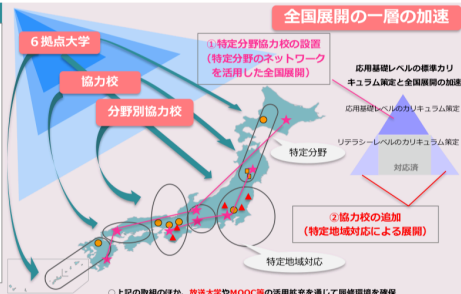 全国展開の一層の加速
６拠点大学
協力校
分野別協力校
①特定分野協力校の設置
（特定分野のネットワーク
を活用した全国展開）
応用基礎レベルの標準カリ
キュラム策定と全国展開の加速
応用基礎レベルのカリキュラム策定
リテラシーレベルのカリキュラム策定
対応済
特定分野
②協力校の追加
（特定地域対応による展開）
特定地域対応
○上記の取組のほか、放送大学やMOOC等の活用拡充を通じて履修環境を確保